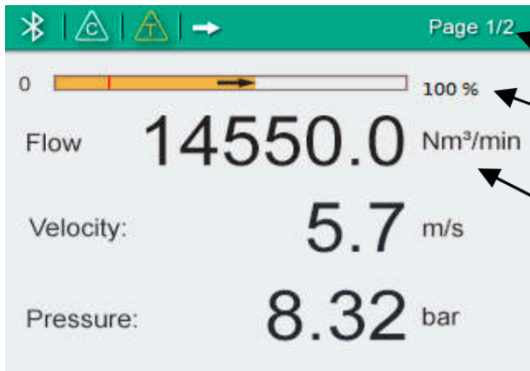 C T Page 1/2
0 100 %
Flow 14550.0 Nm³/min
Velocity: 5.7 m/s
Pressure: 8.32 bar